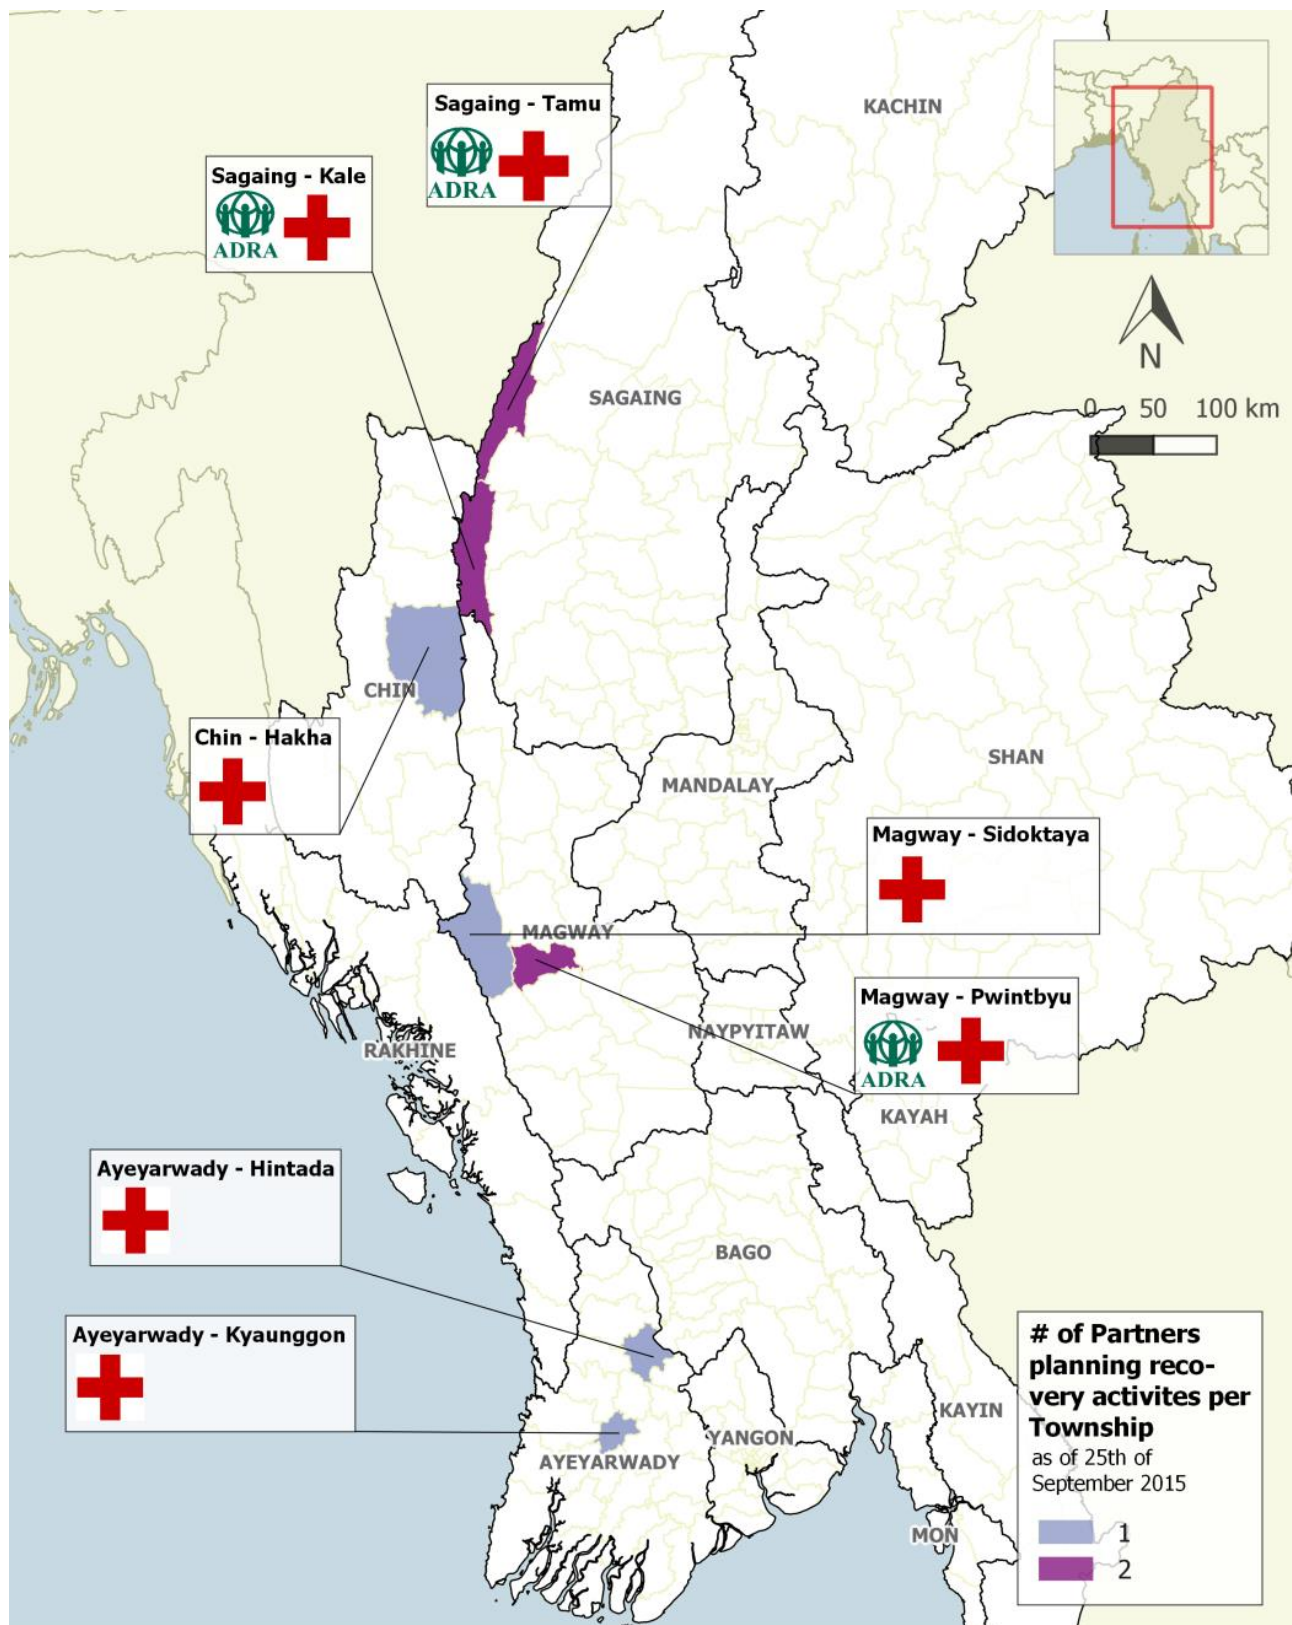 KACHIN
Sagaing - Tamu
ADRA
Sagaing - Kale
ADRA
N
0 50 100 km
SAGAING
CHIN
Chin - Hakha
SHAN
MANDALAY
Magway - Sidoktaya
MAGWAY
Magway - Pwintbyu
ADRA
NAYPYITAW
RAKHINE
KAYAH
Ayeyarwady - Hintada
BAGO
Ayeyarwady - Kyaunggon
# of Partners
planning reco-
very activites per
Township
as of 25th of
September 2015
1
2
KAYIN
YANGON
AYEYARWADY
MON